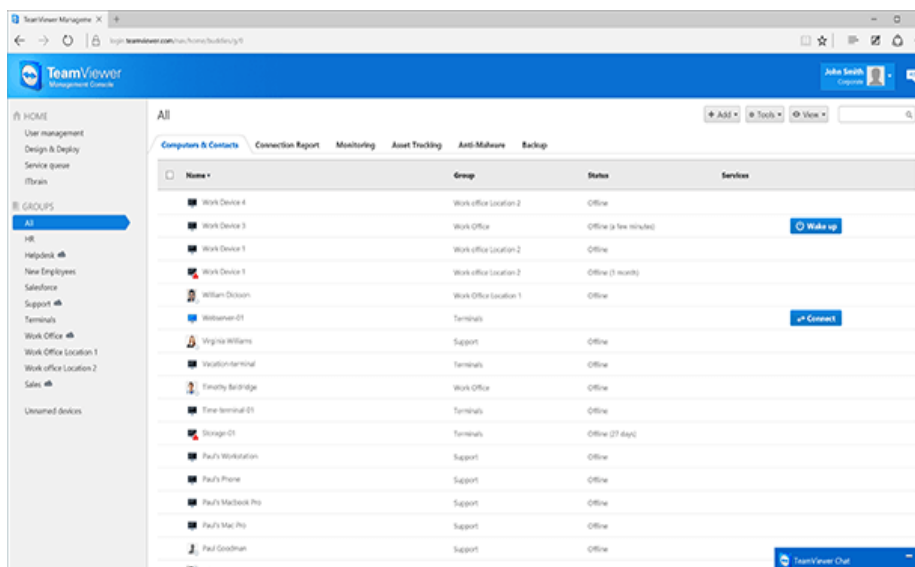 TeamViewer Manageme
login.teamviewer.com/nav/home/buddies/g/0
TeamViewer
Management Console
John Smith
Corporate
HOME
User management
Design & Deploy
Service queue
ITbrain
GROUPS
All
HR
Helpdesk
New Employees
Salesforce
Support
Terminals
Work Office
Work Office Location 1
Work office Location 2
Sales
Unnamed devices
All
+ Add
Tools
View
Computers & Contacts Connection Report Monitoring Asset Tracking Anti-Malware Backup
Name Group Status Services
Work Device 4 Work office Location 2 Offline
Work Device 3 Work Office Offline (a few minutes) Wake up
Work Device 1 Work office Location 2 Offline
Work Device 1 Work office Location 2 Offline (1 month)
William Dickson Work Office Location 1 Offline
Webserver-01 Terminals Connect
Virginia Williams Support Offline
Vacation-terminal Terminals Offline
Timothy Work Office Offline
Time-terminal-01 Terminals Offline
Storage-01 Terminals Offline (27 days)
Paul's Workstation Support Offline
Paul's Phone Support Offline
Paul's Macbook Pro Support Offline
Paul's Mac Pro Support Offline
Paul Goodman Support Offline
TeamViewer Chat